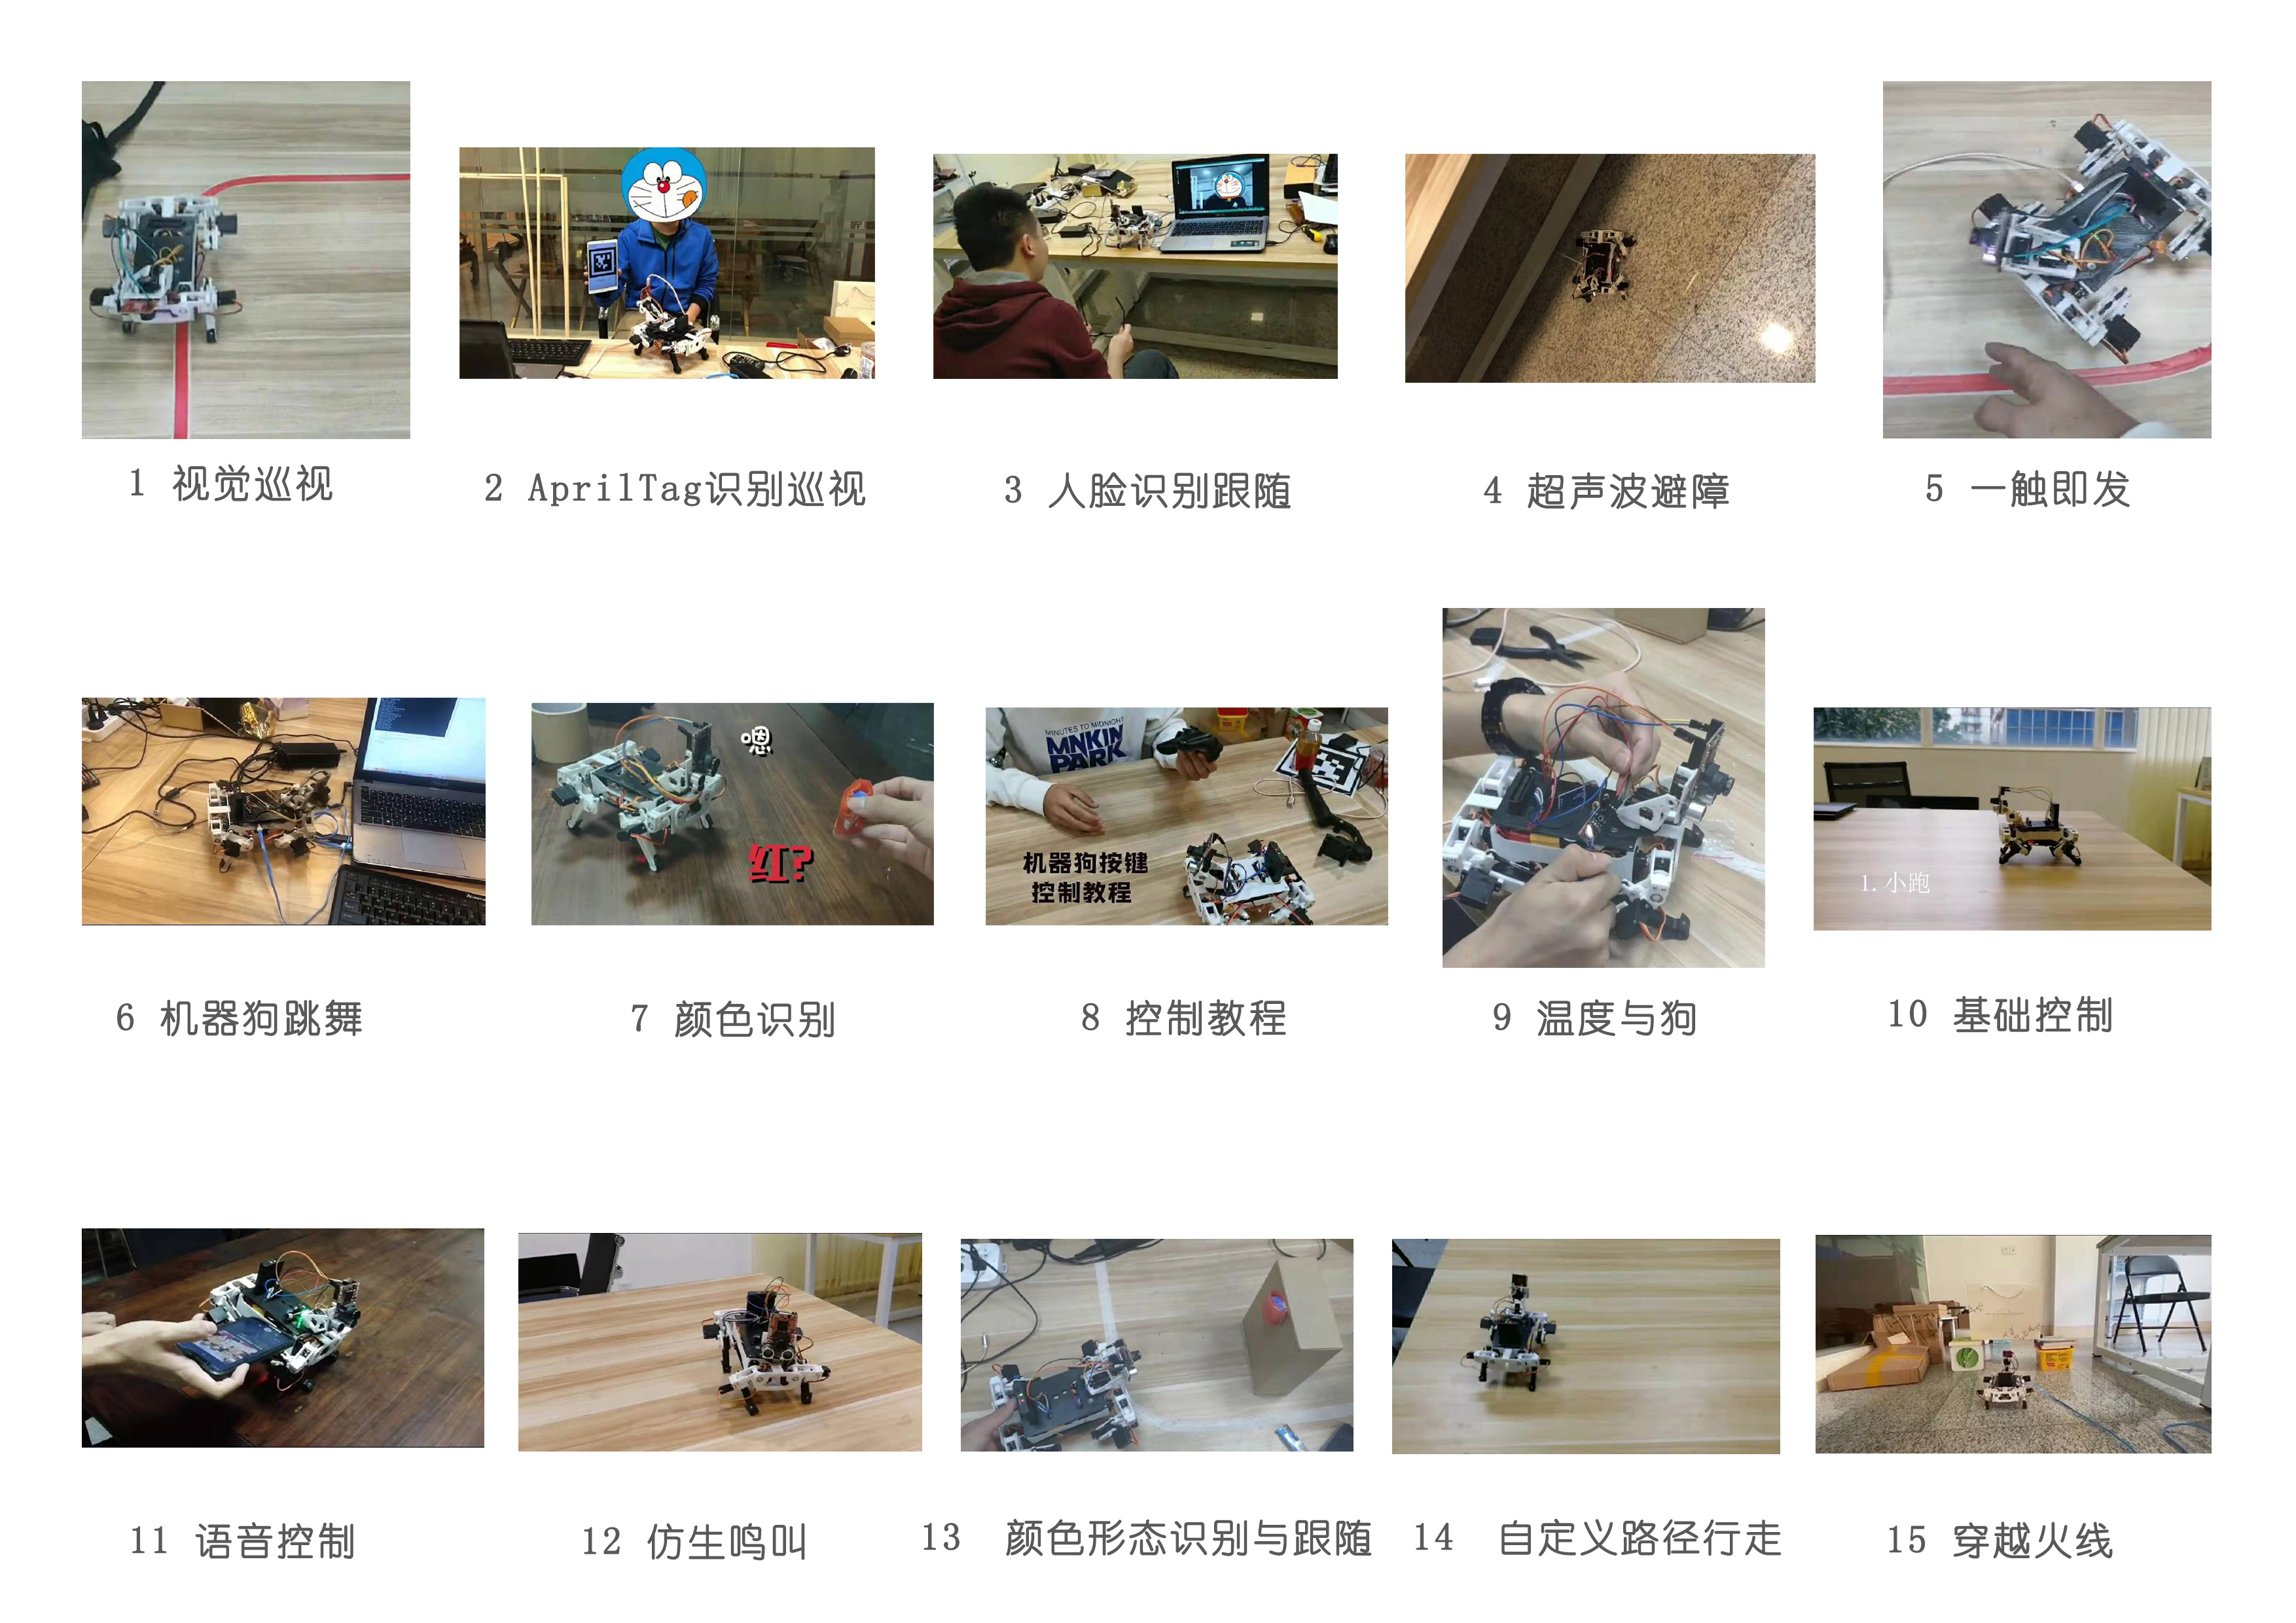 1 视觉巡视
2 AprilTag识别巡视
3 人脸识别跟随
4 超声波避障
5 一触即发
嗯
红?
MINUTES TO MIDNIGHT
MNKIN
PARK
机器狗按键
控制教程
1.小跑
6 机器狗跳舞
7 颜色识别
8 控制教程
9 温度与狗
10 基础控制
11 语音控制
12 仿生鸣叫
13 颜色形态识别与跟随
14 自定义路径行走
15 穿越火线